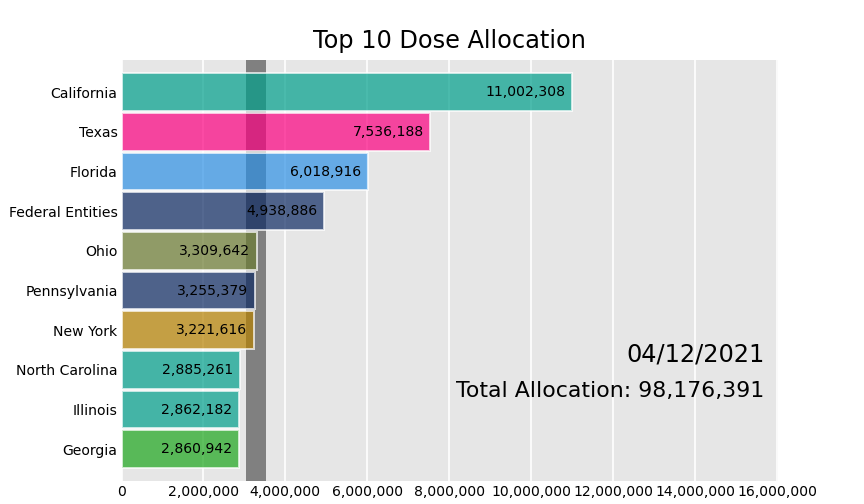 Top 10 Dose Allocation
California 11,002,308
Texas 7,536,188
Florida 6,018,916
Federal Entities 4,938,886
Ohio 3,309,642
Pennsylvania 3,255,379
New York 3,221,616
04/12/2021
North Carolina 2,885,261
Total Allocation: 98,176,391
Illinois 2,862,182
Georgia 2,860,942
0 2,000,000 4,000,000 6,000,000 8,000,000 10,000,000 12,000,000 14,000,000 16,000,000